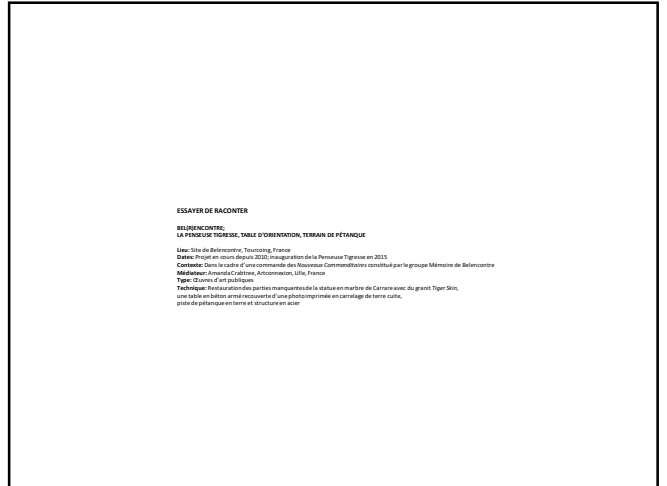 ESSAYER DE RACONTER
BEL(R)ENCONTRE;
LA PENSEUSE TIGRESSE, TABLE D'ORIENTATION, TERRAIN DE PÉTANQUE
Lieu: Site de Belencontre, Tourcoing, France
Dates: Projet en cours depuis 2010; inauguration de la Penseuse Tigresse en 2015
Contexte: Dans le cadre d'une commande des Nouveaux Commanditaires constitué par le groupe Mémoire de Belencontre
Médiateur: Amanda Crabtree, Artconnexion, Lille, France
Type: Œuvres d'art publiques
Technique: Restauration des parties manquantes de la statue en marbre de Carrare avec du granit Tiger Skin,
une table en béton armé recouverte d'une photo imprimée en carrelage de terre cuite,
piste de pétanque en terre et structure en acier